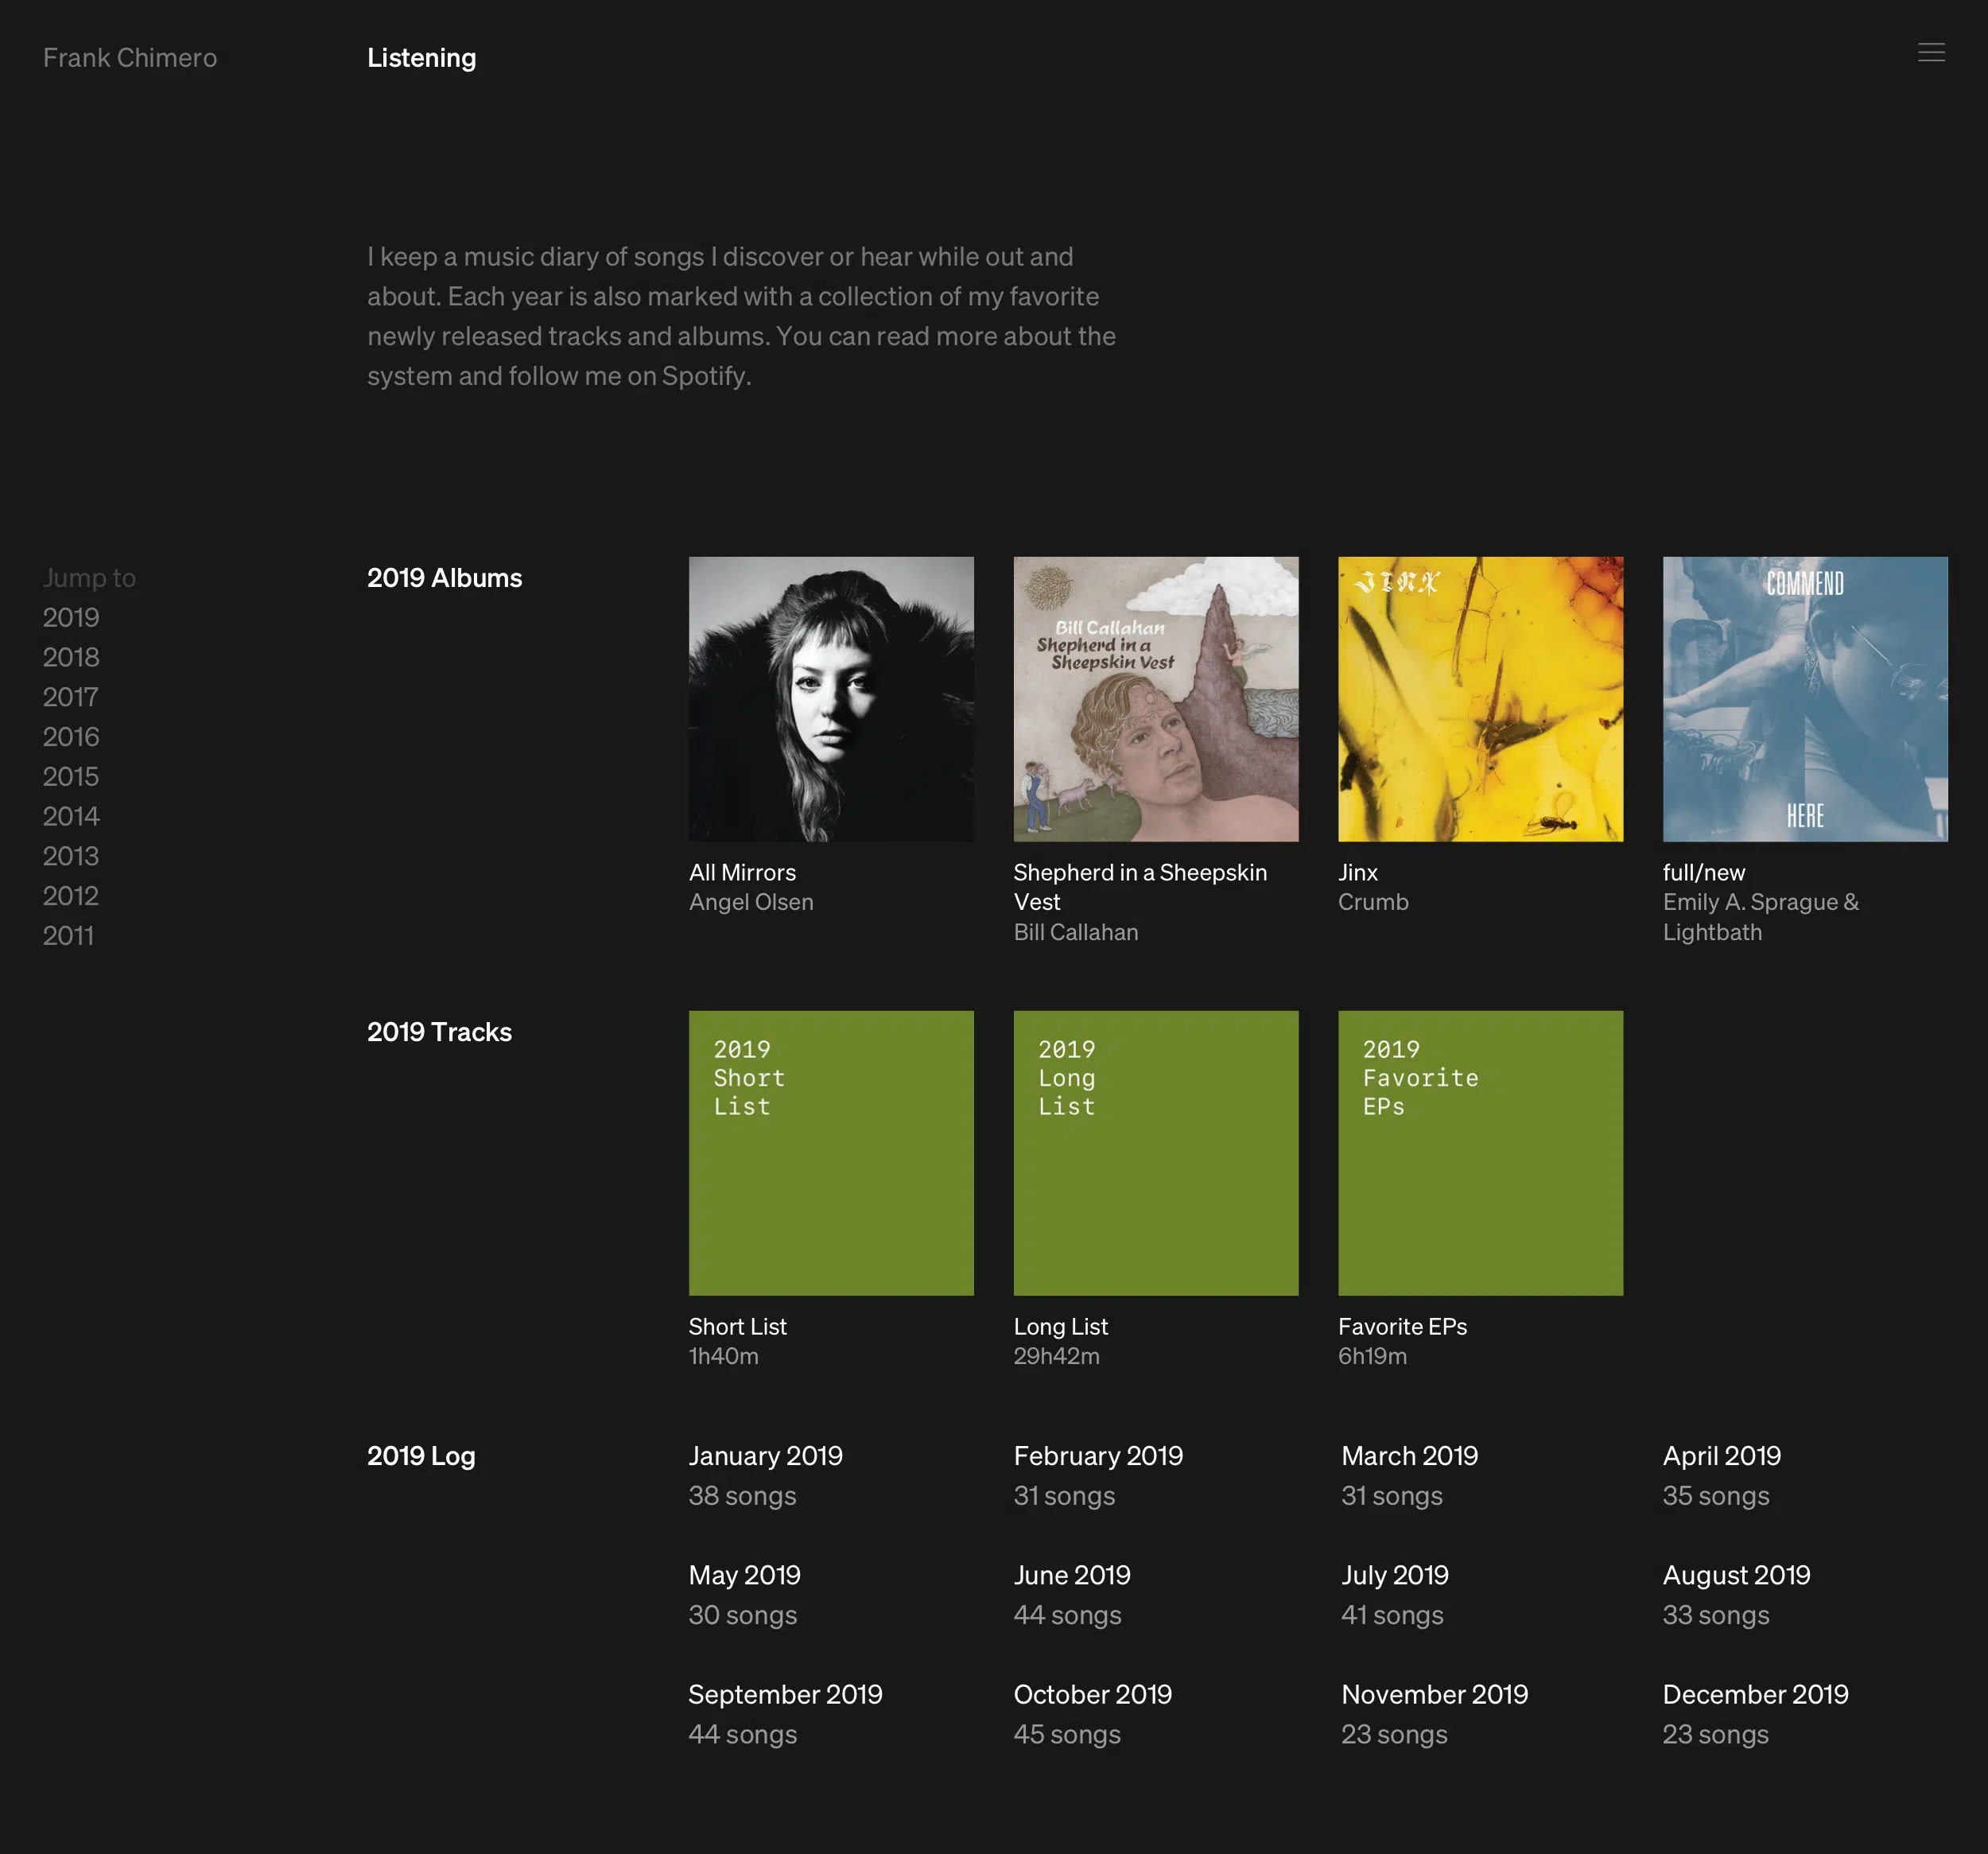 Frank Chimero
Listening
I keep a music diary of songs I discover or hear while out and
about. Each year is also marked with a collection of my favorite
newly released tracks and albums. You can read more about the
system and follow me on Spotify.
Jump to
2019
2018
2017
2016
2015
2014
2013
2012
2011
2019 Albums
All Mirrors
Angel Olsen
Bill Callahan
Shepherd in a
Sheepskin Vest
Shepherd in a Sheepskin
Vest
Bill Callahan
JINX
Jinx
Crumb
COMMEND
HERE
full/new
Emily A. Sprague &
Lightbath
2019 Tracks
2019
Short
List
Short List
1h40m
2019
Long
List
Long List
29h42m
2019
Favorite
EPs
Favorite EPs
6h19m
2019 Log
January 2019
38 songs
February 2019
31 songs
March 2019
31 songs
April 2019
35 songs
May 2019
30 songs
June 2019
44 songs
July 2019
41 songs
August 2019
33 songs
September 2019
44 songs
October 2019
45 songs
November 2019
23 songs
December 2019
23 songs